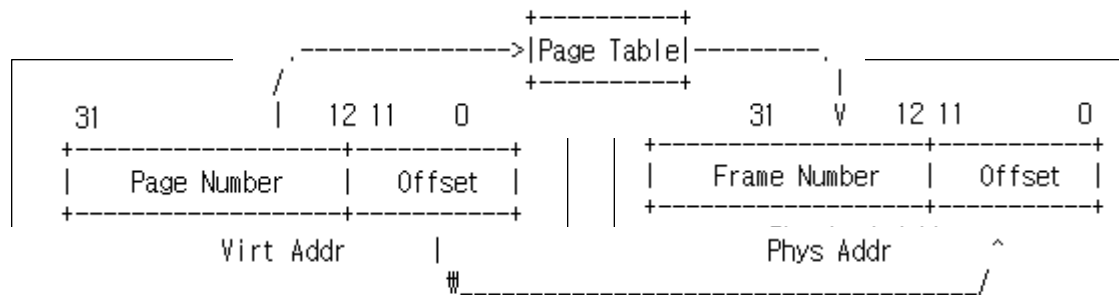 Page Table
31 12 11 0 31 V 12 11 0
Page Number Offset Frame Number Offset
Virt Addr Phys Addr